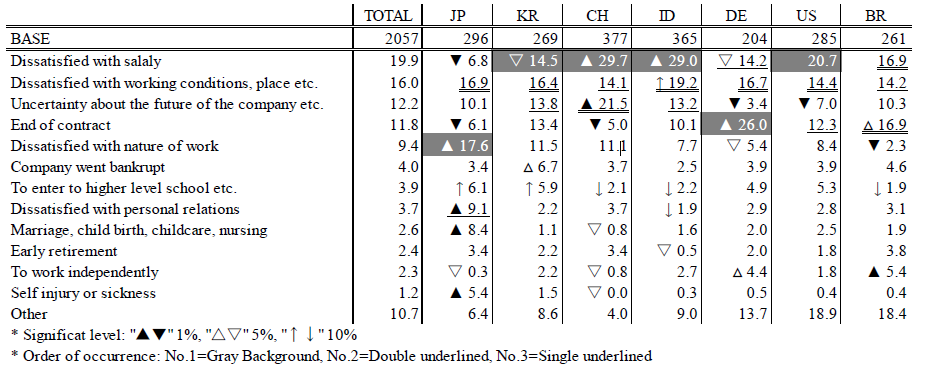 TOTAL JP KR CH ID DE US BR
BASE 2057 296 269 377 365 204 285 261
Dissatisfied with salaly 19.9 ▼ 6.8 ▽ 14.5 ▲ 29.7 ▲ 29.0 ▽ 14.2 20.7 16.9
Dissatisfied with working conditions, place etc. 16.0 16.9 16.4 14.1 ↑ 19.2 16.7 14.4 14.2
Uncertainty about the future of the company etc. 12.2 10.1 13.8 ▲ 21.5 13.2 ▼ 3.4 ▼ 7.0 10.3
End of contract 11.8 ▼ 6.1 13.4 ▼ 5.0 10.1 ▲ 26.0 12.3 △ 16.9
Dissatisfied with nature of work 9.4 ▲ 17.6 11.5 11.1 7.7 ▽ 5.4 8.4 ▼ 2.3
Company went bankrupt 4.0 3.4 △ 6.7 3.7 2.5 3.9 3.9 4.6
To enter to higher level school etc. 3.9 ↑ 6.1 ↑ 5.9 ↓ 2.1 ↓ 2.2 4.9 5.3 ↓ 1.9
Dissatisfied with personal relations 3.7 ▲ 9.1 2.2 3.7 ↓ 1.9 2.9 2.8 3.1
Marriage, child birth, childcare, nursing 2.6 ▲ 8.4 1.1 ▽ 0.8 1.6 2.0 2.5 1.9
Early retirement 2.4 3.4 2.2 3.4 ▽ 0.5 2.0 1.8 3.8
To work independently 2.3 ▽ 0.3 2.2 ▽ 0.8 2.7 △ 4.4 1.8 ▲ 5.4
Self injury or sickness 1.2 ▲ 5.4 1.5 ▽ 0.0 0.3 0.5 0.4 0.4
Other 10.7 6.4 8.6 4.0 9.0 13.7 18.9 18.4
* Significat level: "▲▼"1%, "△▽"5%, "↑ ↓"10%
* Order of occurrence: No.1=Gray Background, No.2=Double underlined, No.3=Single underlined